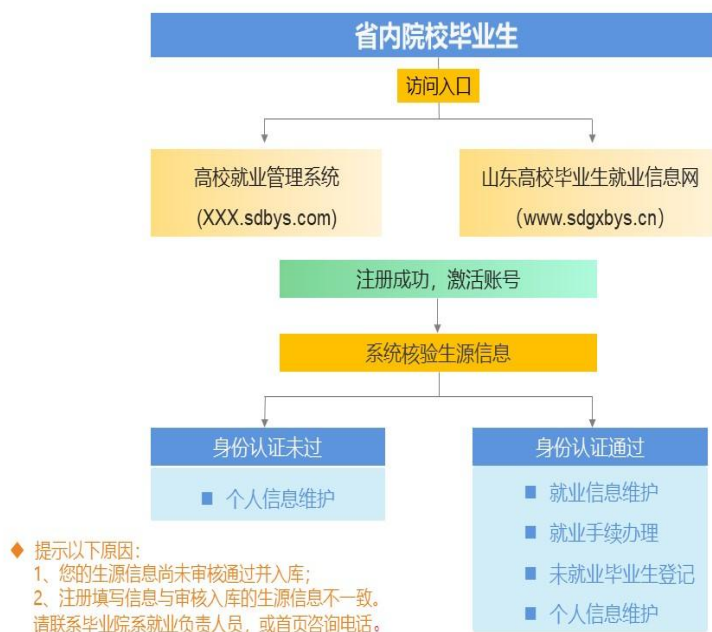 省内院校毕业生
访问入口
高校就业管理系统
(XXX.sdbys.com)
山东高校毕业生就业信息网
(www.sdgxbys.cn)
注册成功，激活账号
系统核验生源信息
身份认证未过
■ 个人信息维护
身份认证通过
■ 就业信息维护
■ 就业手续办理
■ 未就业毕业生登记
■ 个人信息维护
◆ 提示以下原因：
1、您的生源信息尚未审核通过并入库；
2、注册填写信息与审核入库的生源信息不一致。
请联系毕业院系就业负责人员，或首页咨询电话。